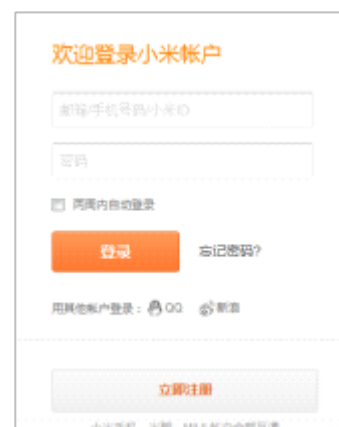 欢迎登录小米帐户
邮箱/手机号码/小米ID
密码
两周内自动登录
登录 忘记密码?
用其他帐户登录: QQ 新浪
立即注册